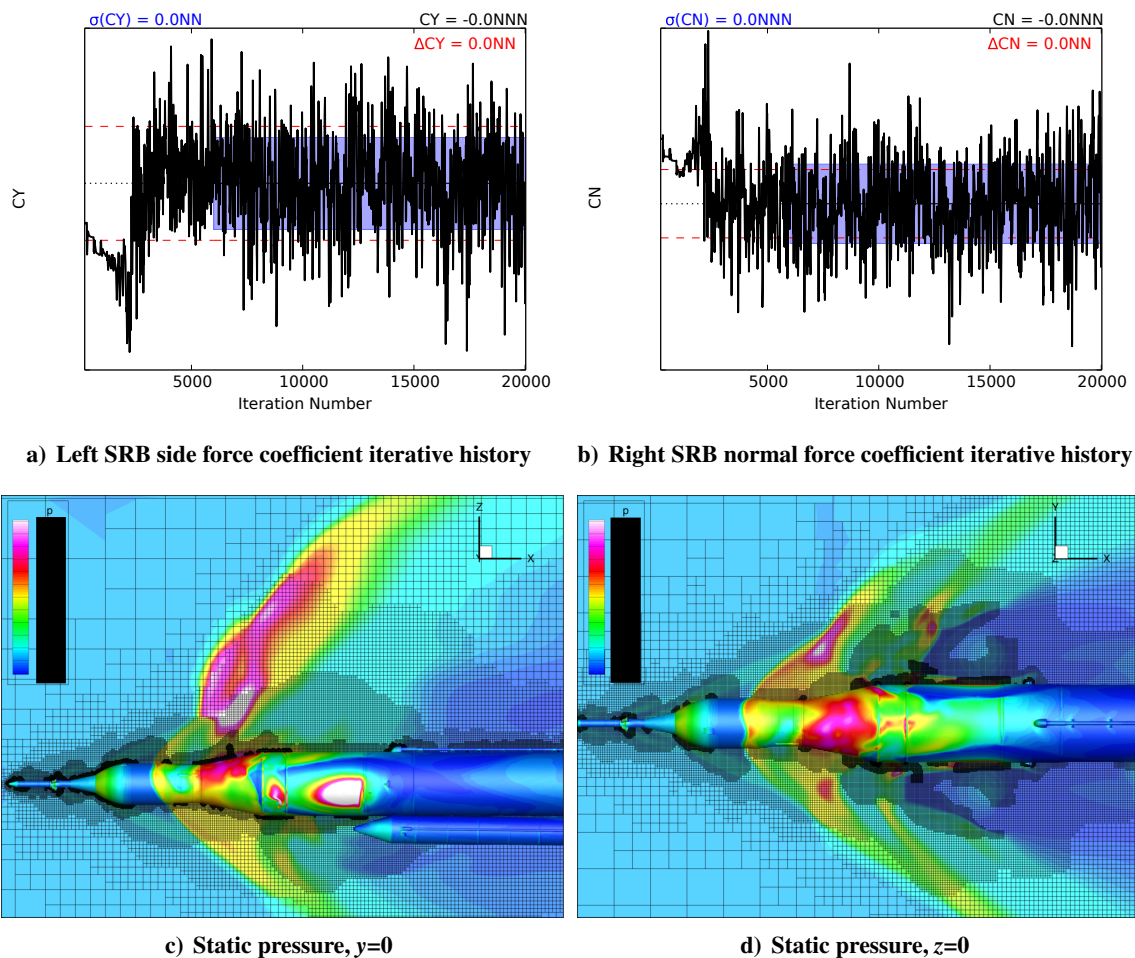 σ(CY) = 0.0NN
CY = -0.0NNN
ΔCY = 0.0NN
CY
5000
10000
15000
20000
Iteration Number
σ(CN) = 0.0NNN
CN = -0.0NNN
ΔCN = 0.0NN
CN
5000
10000
15000
20000
Iteration Number
a) Left SRB side force coefficient iterative history
b) Right SRB normal force coefficient iterative history
p
Z
X
p
Y
X
c) Static pressure, y=0
d) Static pressure, z=0